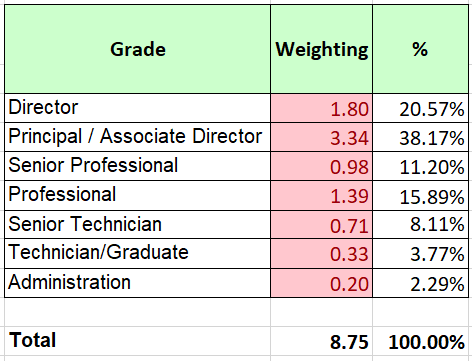 Grade Weighting %
Director 1.80 20.57%
Principal / Associate Director 3.34 38.17%
Senior Professional 0.98 11.20%
Professional 1.39 15.89%
Senior Technician 0.71 8.11%
Technician/Graduate 0.33 3.77%
Administration 0.20 2.29%
Total 8.75 100.00%